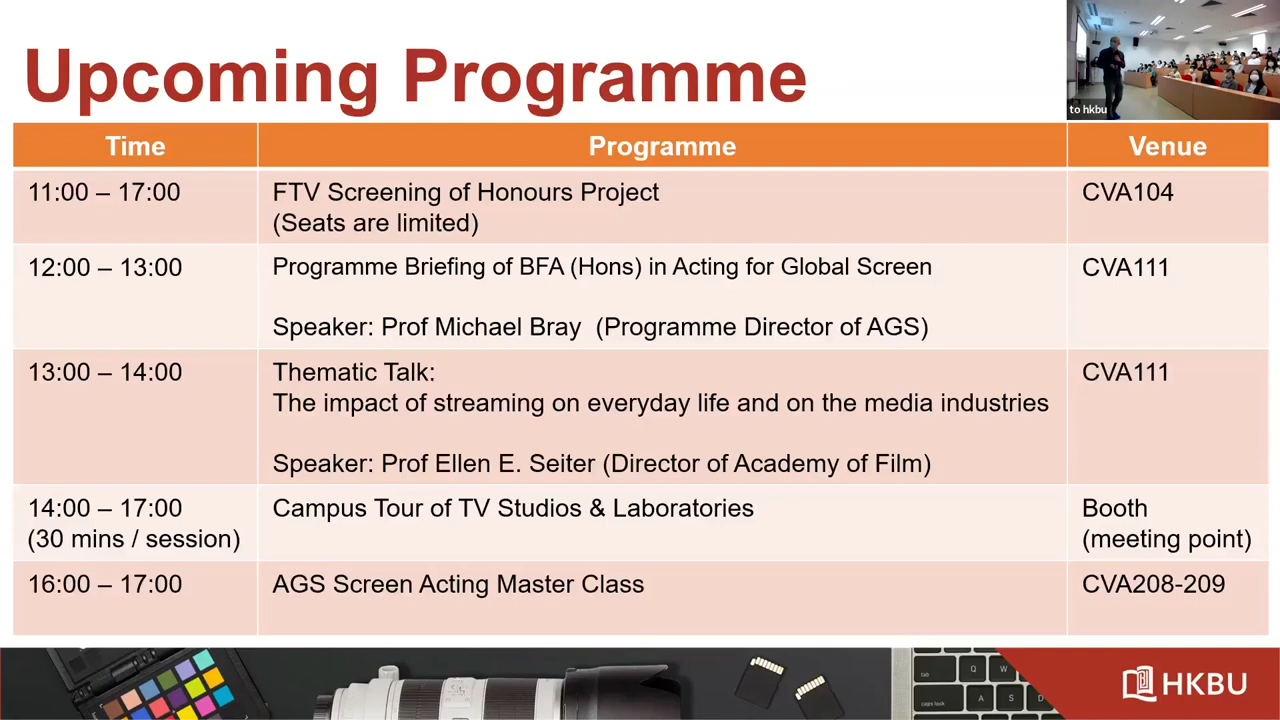 Upcoming Programme
to hkbu
Time Programme Venue
11:00 – 17:00 FTV Screening of Honours Project CVA104
(Seats are limited)
12:00 – 13:00 Programme Briefing of BFA (Hons) in Acting for Global Screen CVA111
Speaker: Prof Michael Bray (Programme Director of AGS)
13:00 – 14:00 Thematic Talk: CVA111
The impact of streaming on everyday life and on the media industries
Speaker: Prof Ellen E. Seiter (Director of Academy of Film)
14:00 – 17:00 Campus Tour of TV Studios & Laboratories Booth
(30 mins / session) (meeting point)
16:00 – 17:00 AGS Screen Acting Master Class CVA208-209
tab Q W
caps lock A S D
HKBU